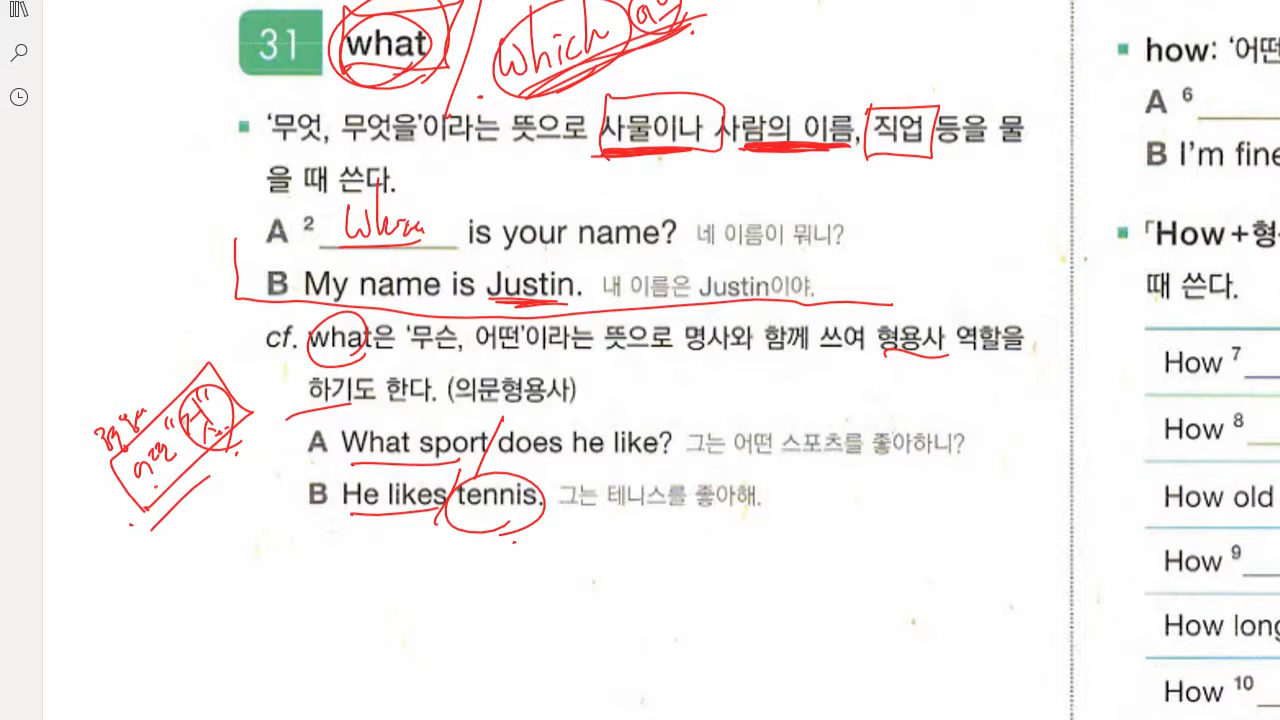 31 what
which
'무엇, 무엇을'이라는 뜻으로 사물이나 사람의 이름, 직업 등을 물
을 때 쓴다.
A 2 ________ is your name? 네 이름이 뭐니?
B My name is Justin. 내 이름은 Justin이야.
cf. what은 '무슨, 어떤'이라는 뜻으로 명사와 함께 쓰여 형용사 역할을
하기도 한다. (의문형용사)
A What sport does he like? 그는 어떤 스포츠를 좋아하니?
B He likes tennis. 그는 테니스를 좋아해.
how: '어떤
A 6
B I'm fine
「How+형
때 쓴다.
How 7
How 8
How old
How 9
How long
How 10